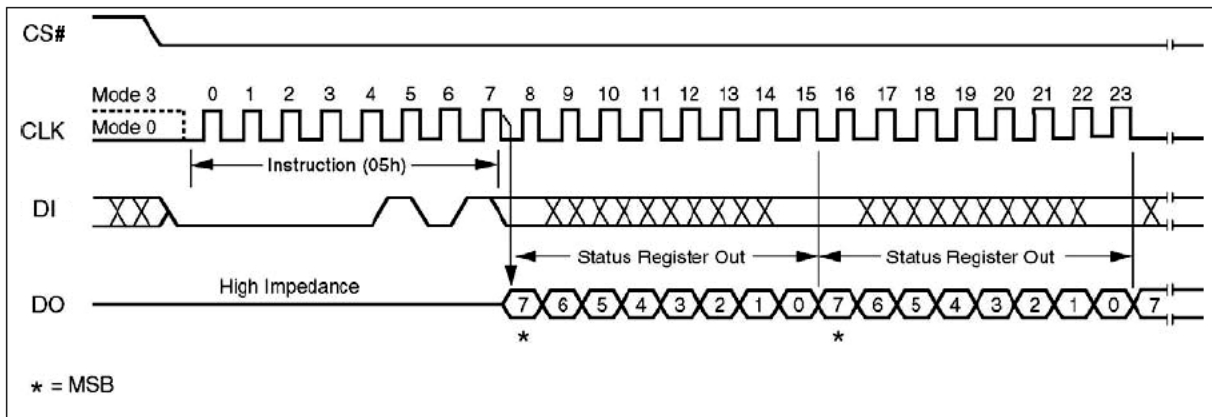 CS#
Mode 3
0 1 2 3 4 5 6 7 8 9 10 11 12 13 14 15 16 17 18 19 20 21 22 23
CLK
Mode 0
Instruction (05h)
DI
Status Register Out
Status Register Out
High Impedance
DO
7 6 5 4 3 2 1 0 7 6 5 4 3 2 1 0 7
* *
* = MSB